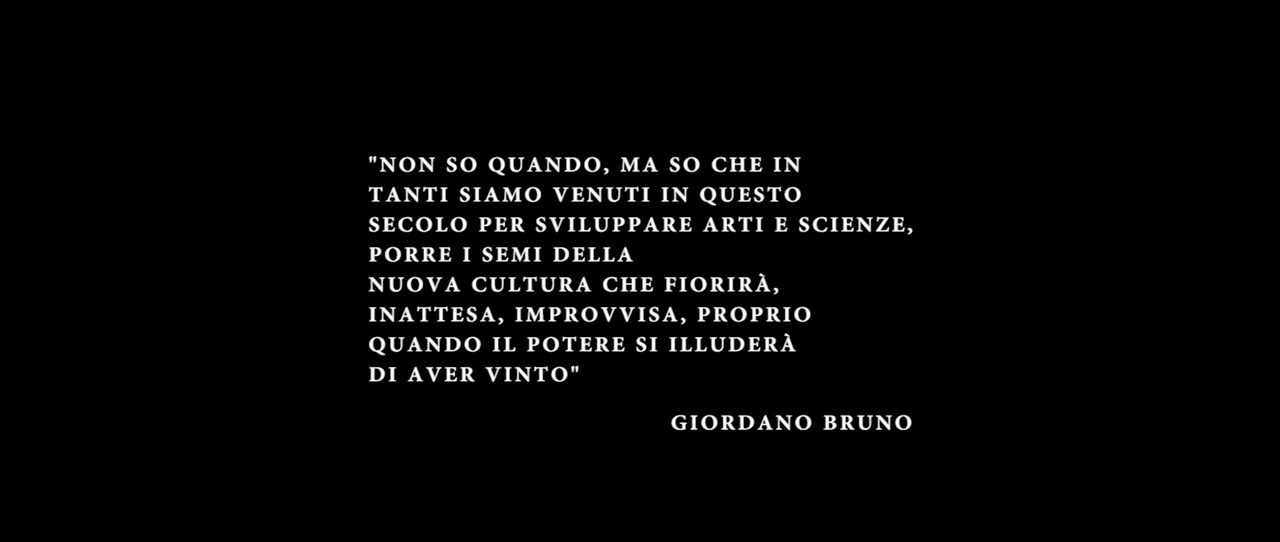 "NON SO QUANDO, MA SO CHE IN
TANTI SIAMO VENUTI IN QUESTO
SECOLO PER SVILUPPARE ARTI E SCIENZE,
PORRE I SEMI DELLA
NUOVA CULTURA CHE FIORIRÀ,
INATTESA, IMPROVVISA, PROPRIO
QUANDO IL POTERE SI ILLUDERÀ
DI AVER VINTO"
GIORDANO BRUNO